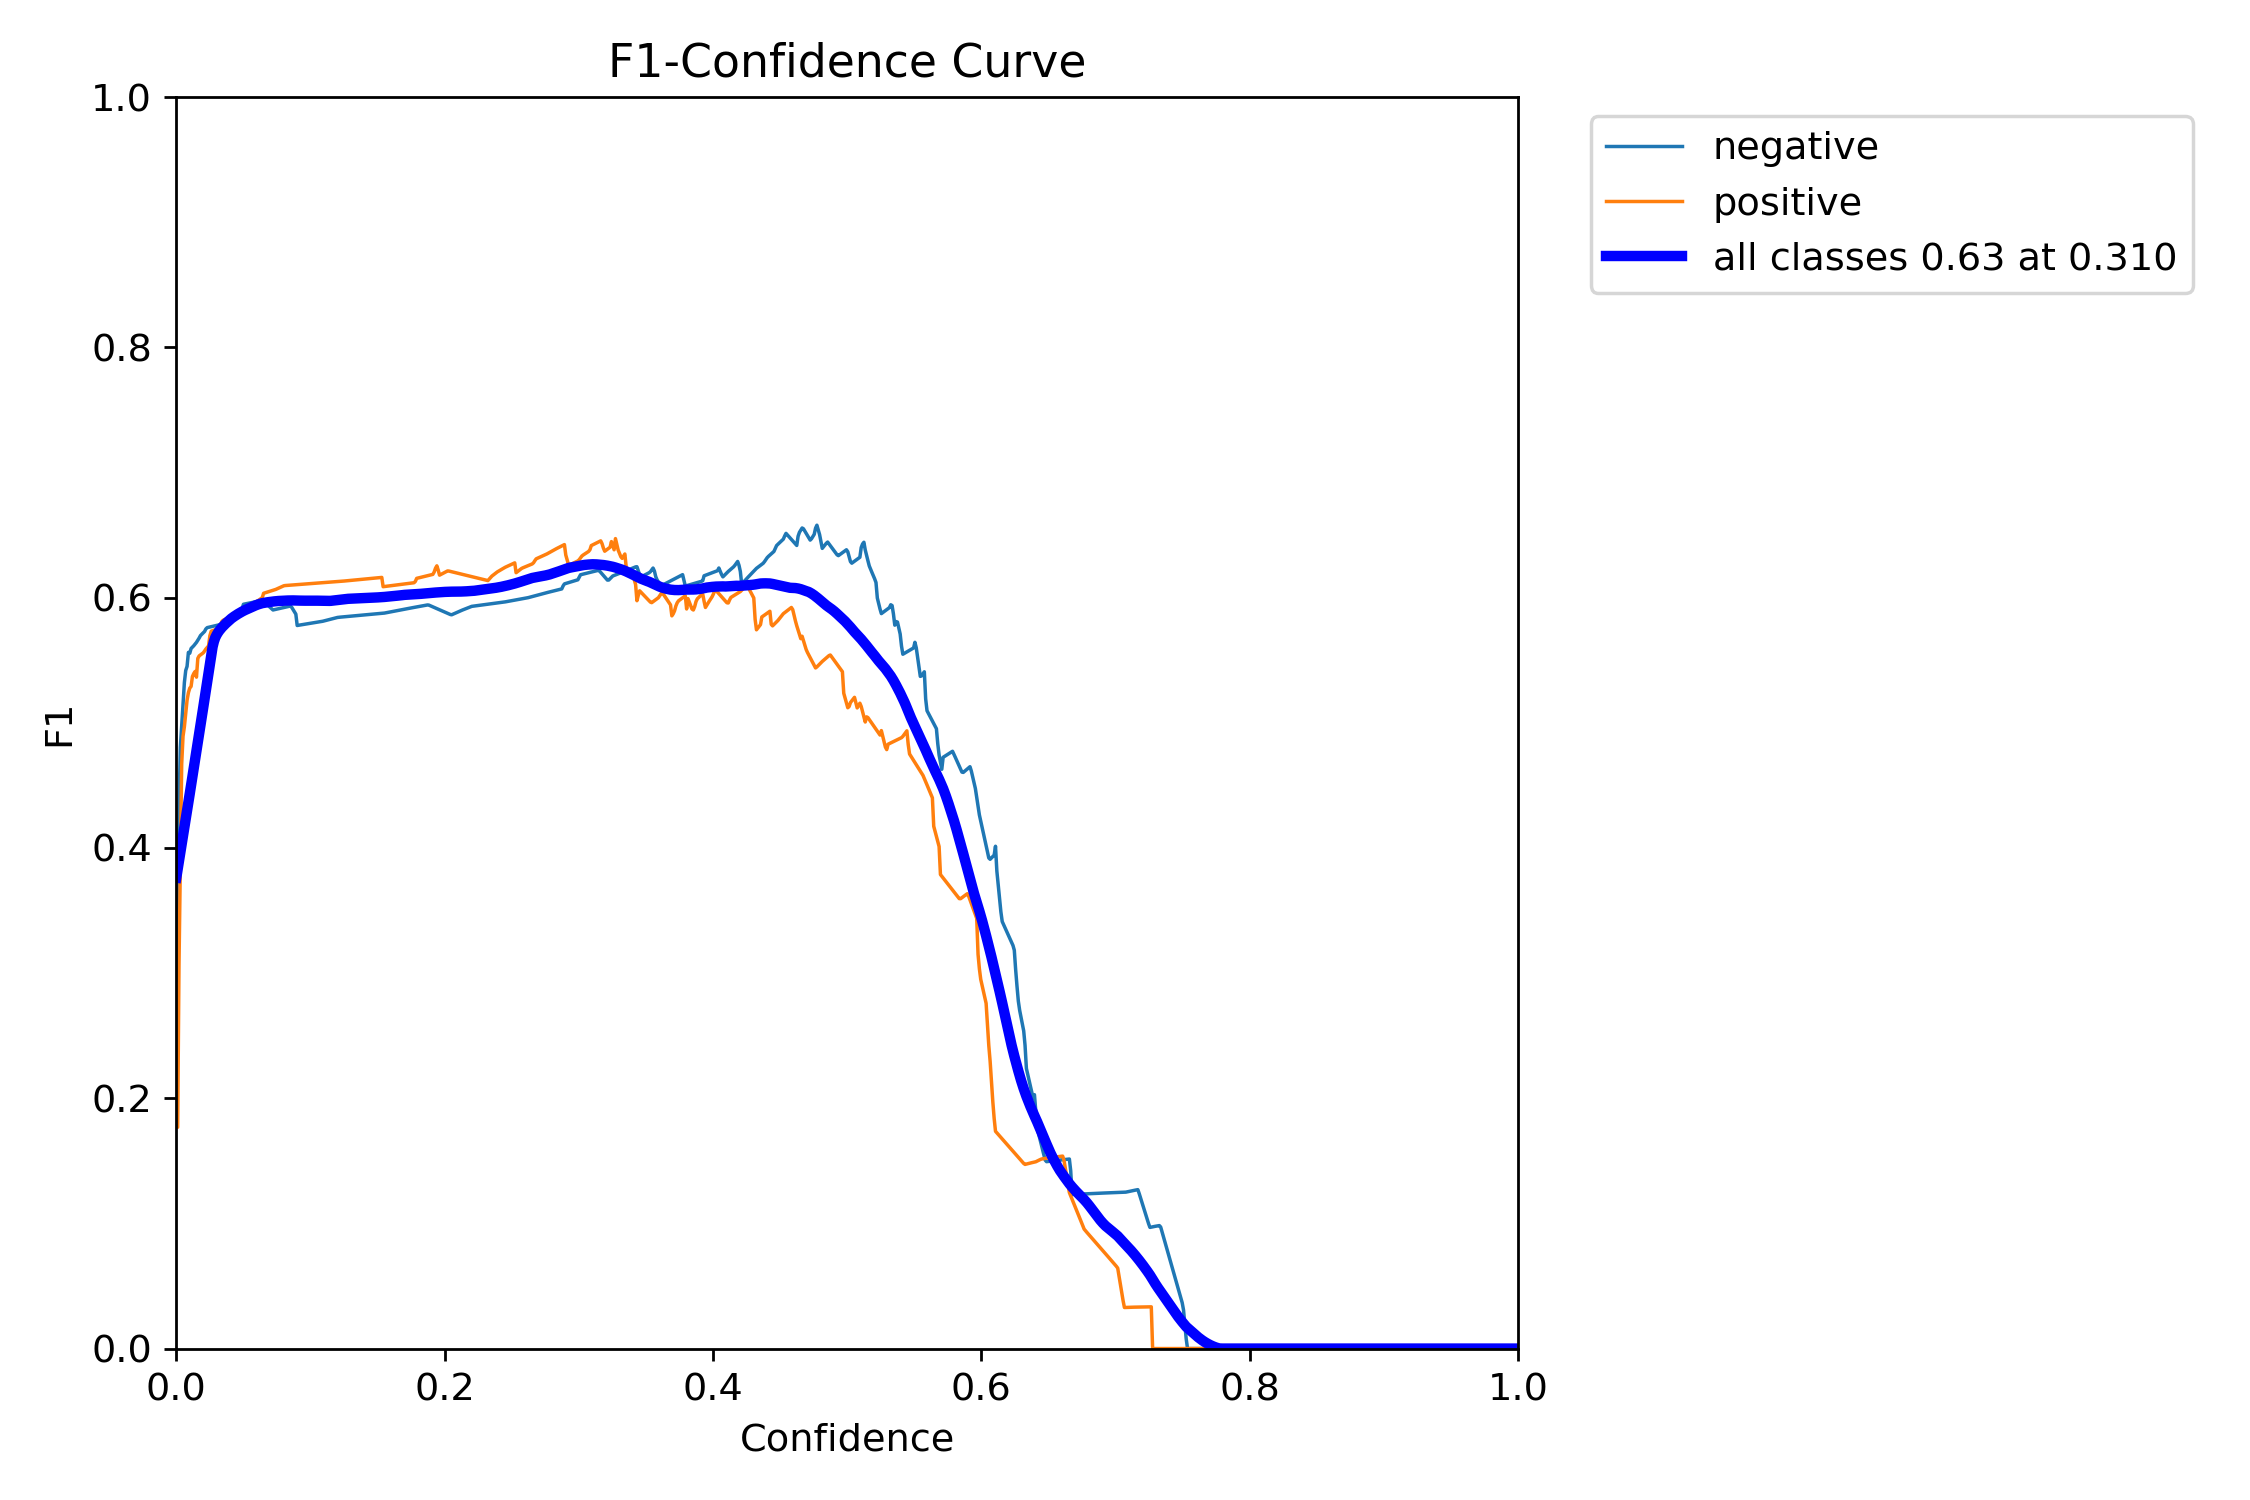 F1-Confidence Curve
1.0
0.8
0.6
0.4
0.2
0.0
F1
0.0 0.2 0.4 0.6 0.8 1.0
Confidence
negative
positive
all classes 0.63 at 0.310